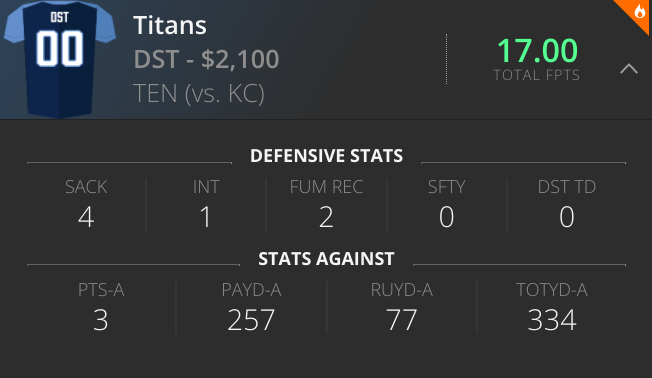 DST
00
Titans
DST - $2,100
TEN (vs. KC)
17.00
TOTAL FPTS
DEFENSIVE STATS
SACK INT FUM REC SFTY DST TD
4 1 2 0 0
STATS AGAINST
PTS-A PAYD-A RUYD-A TOTYD-A
3 257 77 334